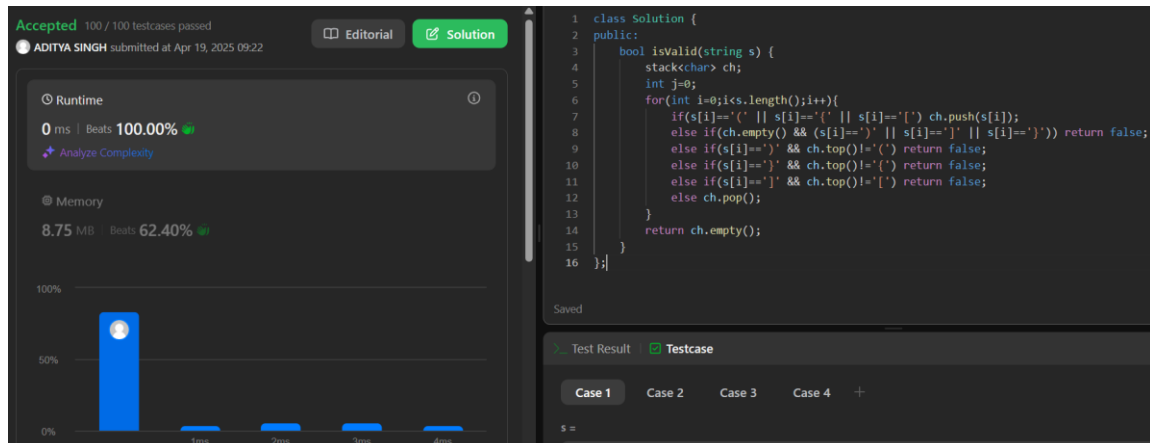 Accepted 100 / 100 testcases passed
ADITYA SINGH submitted at Apr 19, 2025 09:22
Editorial
Solution
Runtime
0 ms | Beats 100.00%
Analyze Complexity
Memory
8.75 MB | Beats 62.40%
100%
50%
0%
1ms 2ms 3ms 4ms
1 class Solution {
2 public:
3 bool isValid(string s) {
4 stack<char> ch;
5 int j=0;
6 for(int i=0;i<s.length();i++){
7 if(s[i]=='(' || s[i]=='{' || s[i]=='[') ch.push(s[i]);
8 else if(ch.empty() && (s[i]==')' || s[i]==']' || s[i]=='}')) return false;
9 else if(s[i]==')' && ch.top()!='(') return false;
10 else if(s[i]=='}' && ch.top()!='{') return false;
11 else if(s[i]==']' && ch.top()!='[') return false;
12 else ch.pop();
13 }
14 return ch.empty();
15 }
16 };
Saved
>_ Test Result | Testcase
Case 1 Case 2 Case 3 Case 4 +
s =